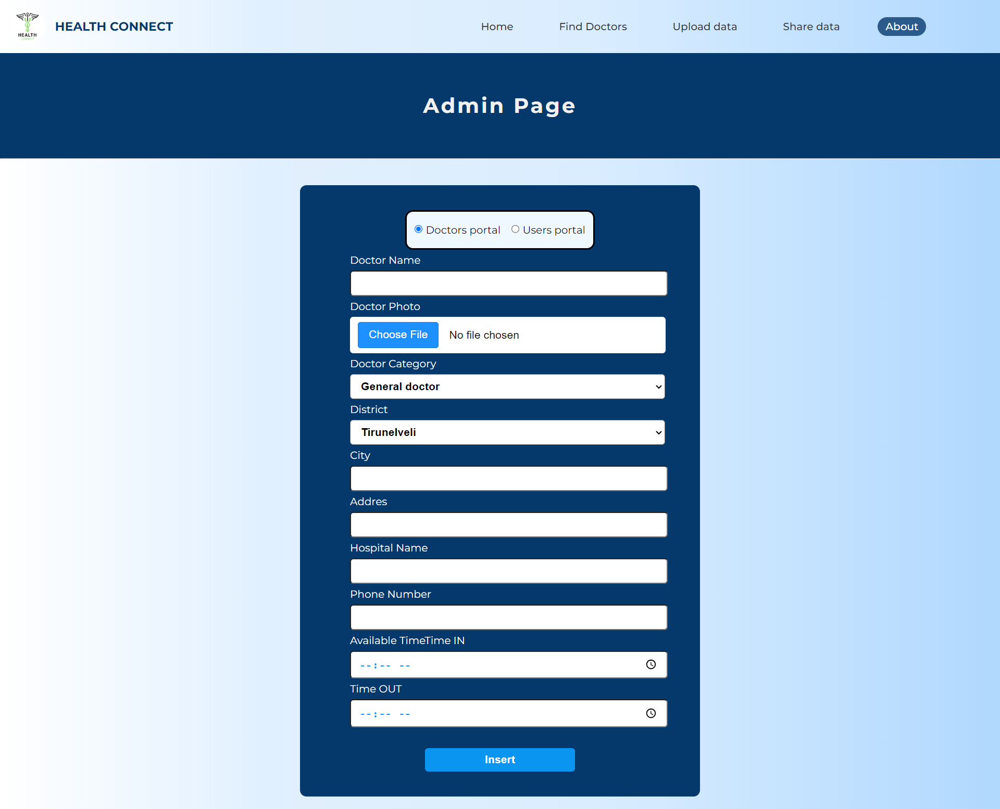 HEALTH
CONNECT
HEALTH CONNECT
Home
Find Doctors
Upload data
Share data
About
Admin Page
Doctors portal
Users portal
Doctor Name
Doctor Photo
Choose File
No file chosen
Doctor Category
General doctor
District
Tirunelveli
City
Addres
Hospital Name
Phone Number
Available TimeTime IN
--:-- --
Time OUT
--:-- --
Insert